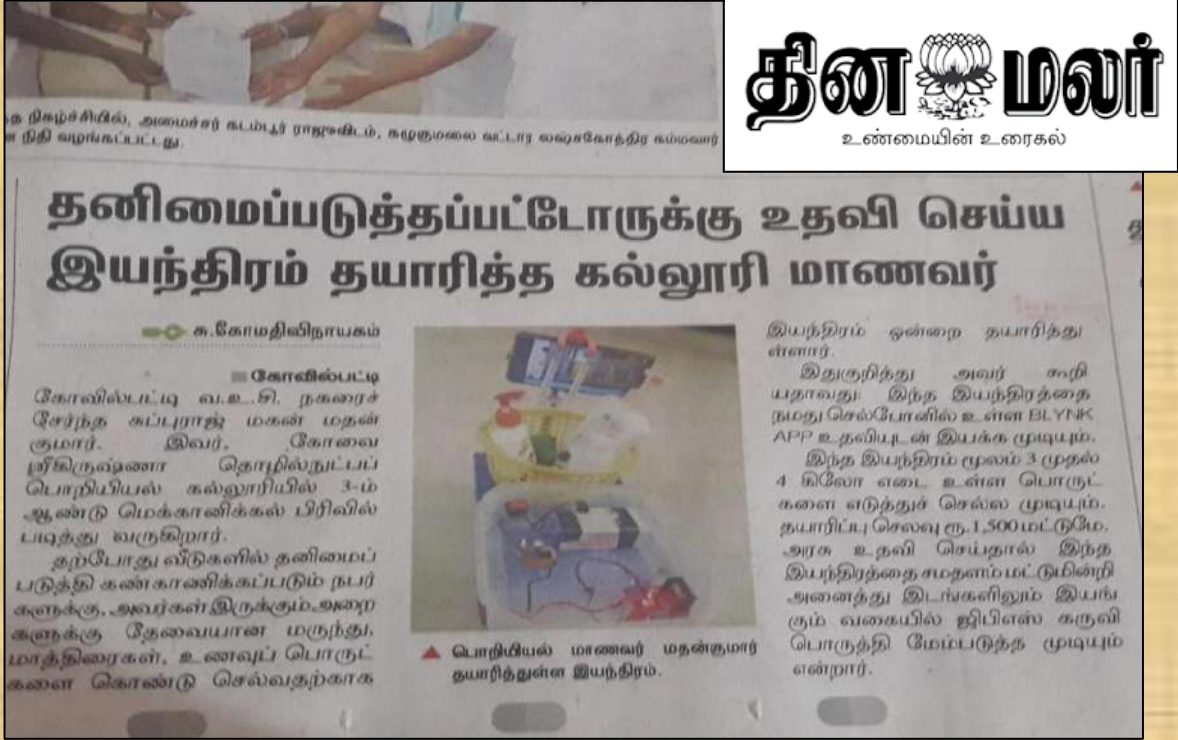 தின மலர்
உண்மையின் உரைகல்
த நிகழ்ச்சியில், அமைச்சர் கடம்பூர் ராஜுவிடம், கழுகுமலை வட்டார கம்மவார்
நிதி வழங்கப்பட்டது.
தனிமைப்படுத்தப்பட்டோருக்கு உதவி செய்ய
இயந்திரம் தயாரித்த கல்லூரி மாணவர்
சு.கோமதிவிநாயகம்
கோவில்பட்டி
கோவில்பட்டி வ.உ.சி. நகரைச்
சேர்ந்த சுப்புராஜ் மகன் மதன்
குமார். இவர், கோவை
ஸ்ரீகிருஷ்ணா தொழில்நுட்பப்
பொறியியல் கல்லூரியில் 3-ம்
ஆண்டு மெக்கானிக்கல் பிரிவில்
படித்து வருகிறார்.
தற்போது வீடுகளில் தனிமைப்
படுத்தி கண்காணிக்கப்படும் நபர்
களுக்கு, அவர்கள் இருக்கும் அறை
களுக்கு தேவையான மருந்து,
மாத்திரைகள், உணவுப் பொருட்
களை கொண்டு செல்வதற்காக
பொறிமியல் மாணவர் மதன்குமார்
தயாரித்துள்ள இயந்திரம்.
இயந்திரம் ஒன்றை தயாரித்து
ள்ளார்.
இதுகுறித்து அவர் கூறி
யதாவது: இந்த இயந்திரத்தை
நமது செல்போனில் உள்ள BLYNK
APP உதவியுடன் இயக்க முடியும்.
இந்த இயந்திரம் மூலம் 3 முதல்
4 கிலோ எடை உள்ள பொருட்
களை எடுத்துச் செல்ல முடியும்.
தயாரிப்பு செலவு ரூ.1,500 மட்டுமே.
அரசு உதவி செய்தால் இந்த
இயந்திரத்தை சமதளம் மட்டுமின்றி
அனைத்து இடங்களிலும் இயங்
கும் வகையில் ஜிபிஎஸ் கருவி
பொருத்தி மேம்படுத்த முடியும்
என்றார்.